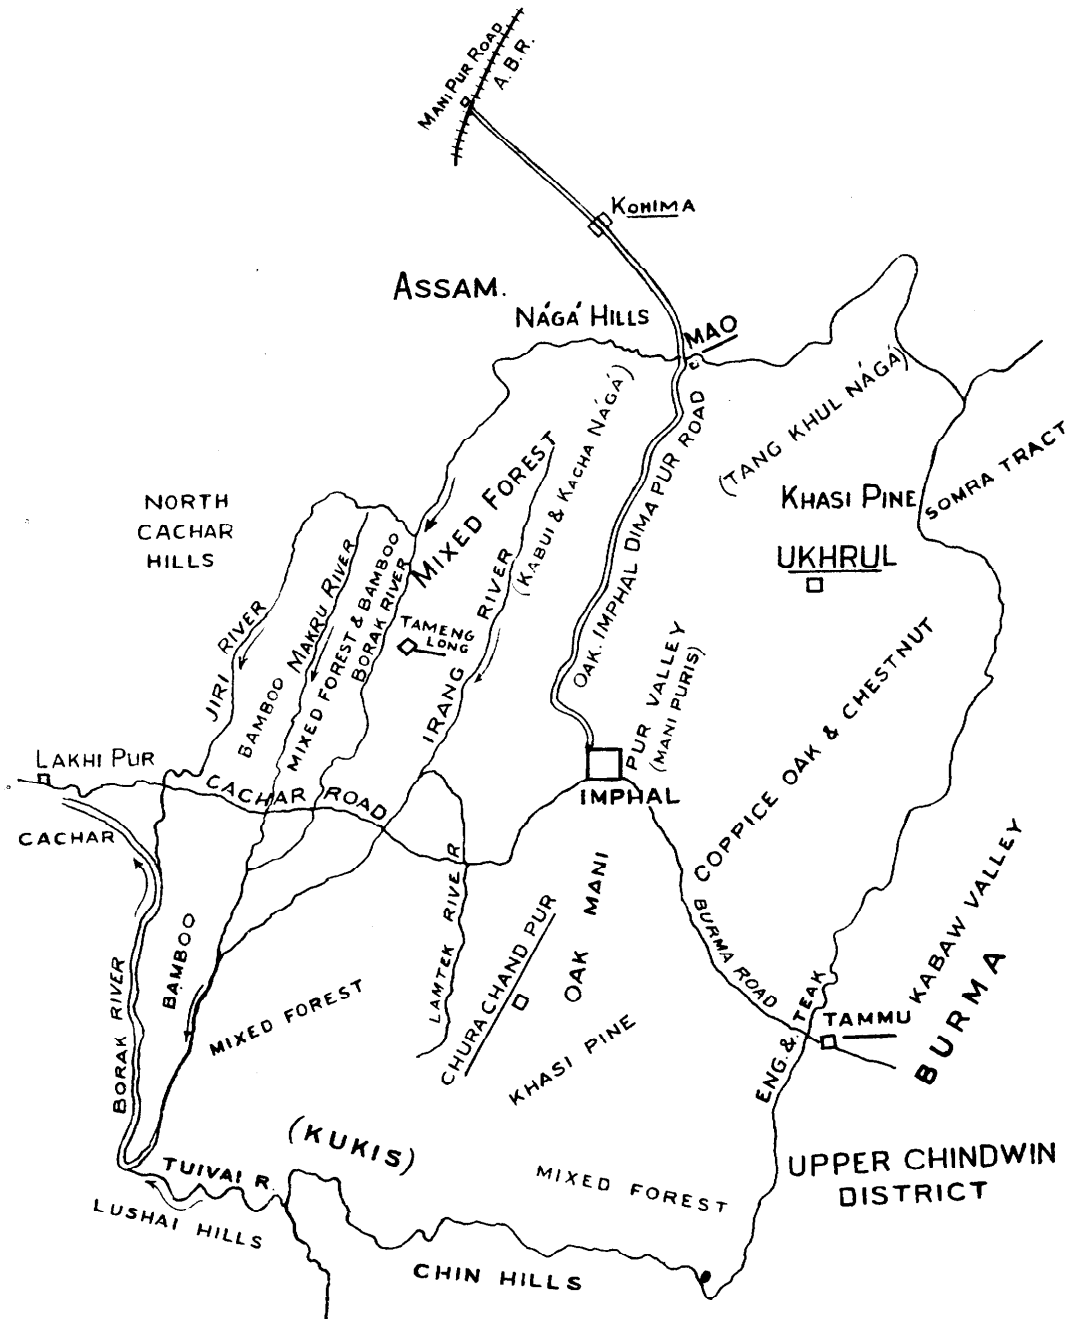 MANI PUR ROAD
A.B.R.
KOHIMA
ASSAM.
NÁGÁ HILLS
MAO
(TANG KHUL NÁGÁ)
KHASI PINE
SOMRA TRACT
UKHRUL
NORTH
CACHAR
HILLS
MIXED FOREST
(KABUI & KACHA NÁGÁ)
OAK. IMPHAL DIMA PUR ROAD
JIRI RIVER
BAMBOO
MAKRU RIVER
MIXED FOREST & BAMBOO
BORAK RIVER
TAMENG
LONG
IRANG RIVER
PUR VALLEY
(MANI PURIS)
COPPICE OAK & CHESTNUT
LAKHI PUR
CACHAR ROAD
IMPHAL
CACHAR
BAMBOO
BORAK RIVER
MIXED FOREST
LAMTEK RIVER
CHURA CHAND PUR
OAK MANI
KHASI PINE
BURMA ROAD
ENG. & TEAK
TAMMU
KABAW VALLEY
BURMA
(KUKIS)
TUIVAI R.
LUSHAI HILLS
MIXED FOREST
CHIN HILLS
UPPER CHINDWIN
DISTRICT